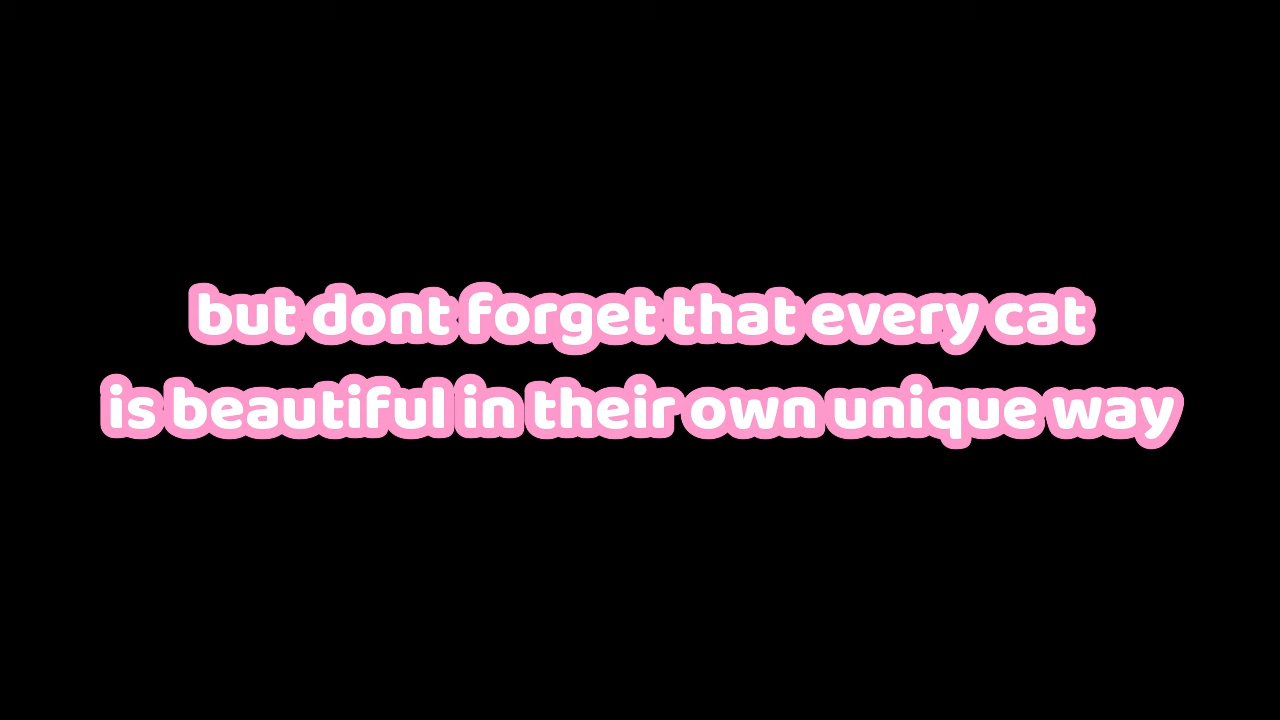 but dont forget that every cat
is beautiful in their own unique way